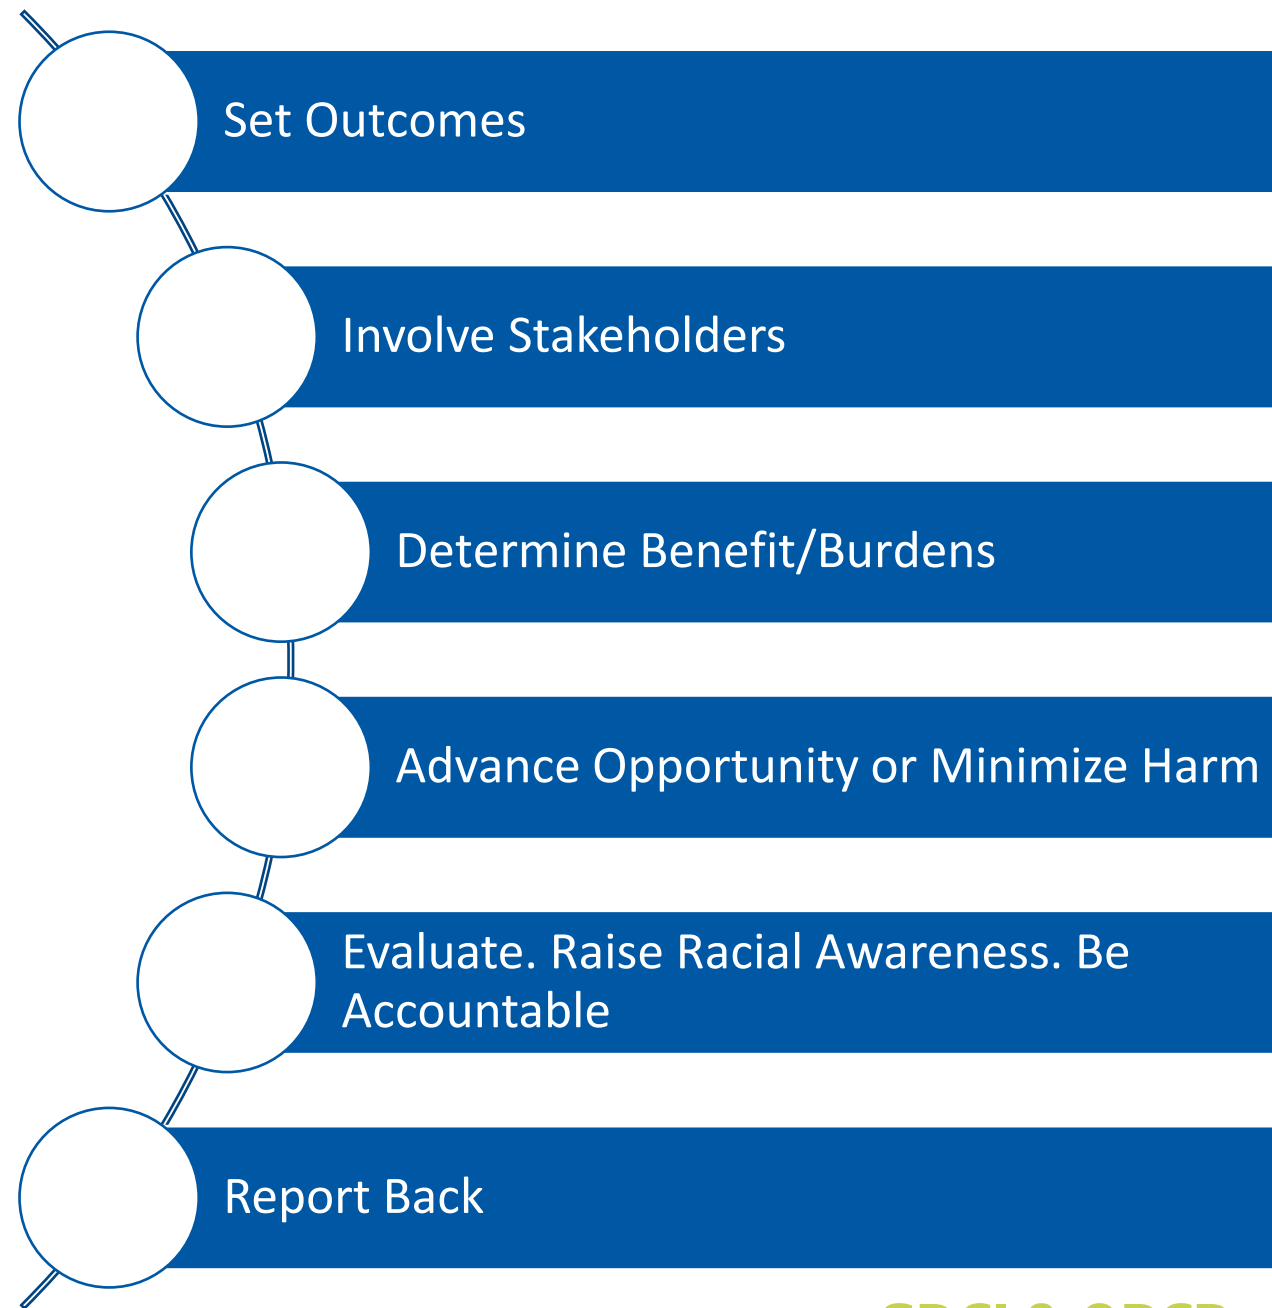 Set Outcomes
Involve Stakeholders
Determine Benefit/Burdens
Advance Opportunity or Minimize Harm
Evaluate. Raise Racial Awareness. Be
Accountable
Report Back